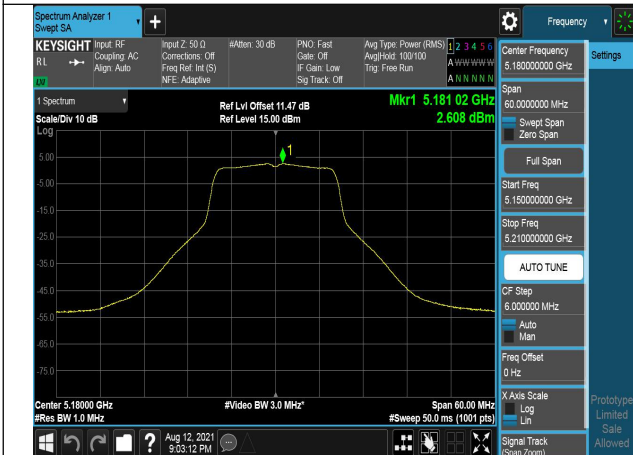 Spectrum Analyzer 1
Swept SA
+
Frequency
KEYSIGHT
RL
Input: RF
Coupling: AC
Align: Auto
Input Z: 50 Ω
Corrections: Off
Freq Ref: Int (S)
NFE: Adaptive
#Atten: 30 dB
PNO: Fast
Gate: Off
IF Gain: Low
Sig Track: Off
Avg Type: Power (RMS)
Avg|Hold: 100/100
Trig: Free Run
1 2 3 4 5 6
A W W W W W
A N N N N N
LXI
1 Spectrum
Scale/Div 10 dB
Ref Lvl Offset 11.47 dB
Ref Level 15.00 dBm
Mkr1 5.181 02 GHz
2.608 dBm
Log
1
5.00
-5.00
-15.0
-25.0
-35.0
-45.0
-55.0
-65.0
-75.0
Center 5.18000 GHz
#Res BW 1.0 MHz
#Video BW 3.0 MHz*
Span 60.00 MHz
#Sweep 50.0 ms (1001 pts)
Center Frequency
5.180000000 GHz
Span
60.0000000 MHz
Swept Span
Zero Span
Full Span
Start Freq
5.150000000 GHz
Stop Freq
5.210000000 GHz
AUTO TUNE
CF Step
6.000000 MHz
Auto
Man
Freq Offset
0 Hz
X Axis Scale
Log
Lin
Signal Track
(Span Zoom)
Settings
Prototype
Limited
Sale
Allowed
?
Aug 12, 2021
9:03:12 PM